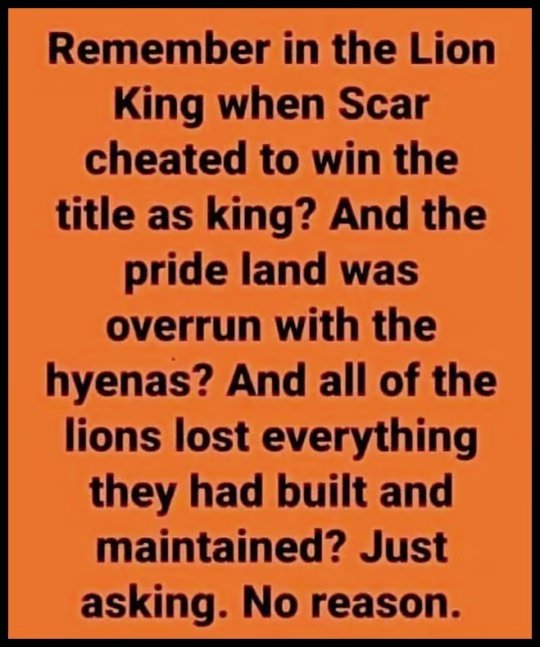 Remember in the Lion
King when Scar
cheated to win the
title as king? And the
pride land was
overrun with the
hyenas? And all of the
lions lost everything
they had built and
maintained? Just
asking. No reason.